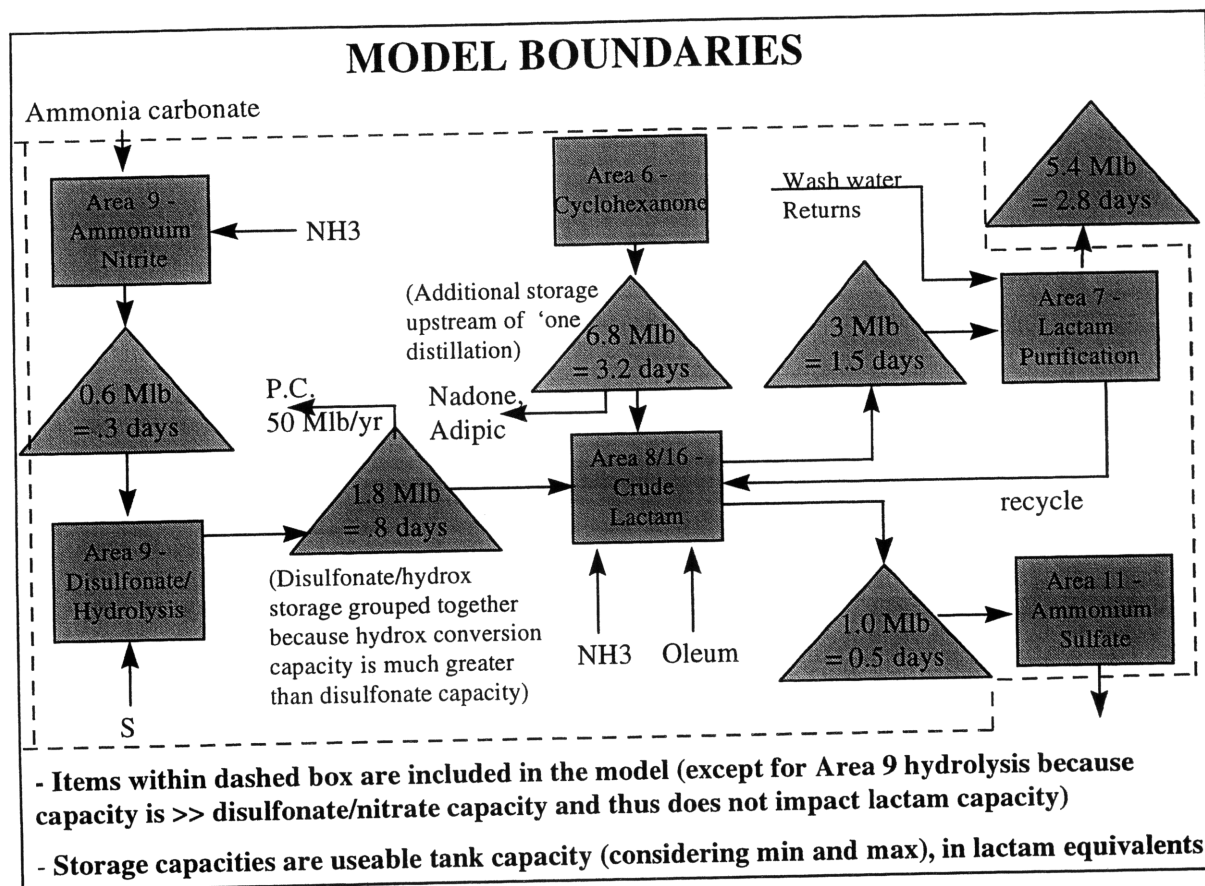 MODEL BOUNDARIES
Ammonia carbonate
Area 9 -
Ammonuim
Nitrite
NH3
Area 6 -
Cyclohexanone
Wash water
Returns
5.4 Mlb
= 2.8 days
(Additional storage
upstream of 'one
distillation)
6.8 Mlb
= 3.2 days
3 Mlb
= 1.5 days
Area 7 -
Lactam
Purification
0.6 Mlb
= .3 days
P.C.
50 Mlb/yr
Nadone,
Adipic
1.8 Mlb
= .8 days
Area 8/16 -
Crude
Lactam
recycle
Area 9 -
Disulfonate/
Hydrolysis
(Disulfonate/hydrox
storage grouped together
because hydrox conversion
capacity is much greater
than disulfonate capacity)
NH3
Oleum
1.0 Mlb
= 0.5 days
Area 11 -
Ammonium
Sulfate
S
- Items within dashed box are included in the model (except for Area 9 hydrolysis because
capacity is >> disulfonate/nitrate capacity and thus does not impact lactam capacity)
- Storage capacities are useable tank capacity (considering min and max), in lactam equivalents